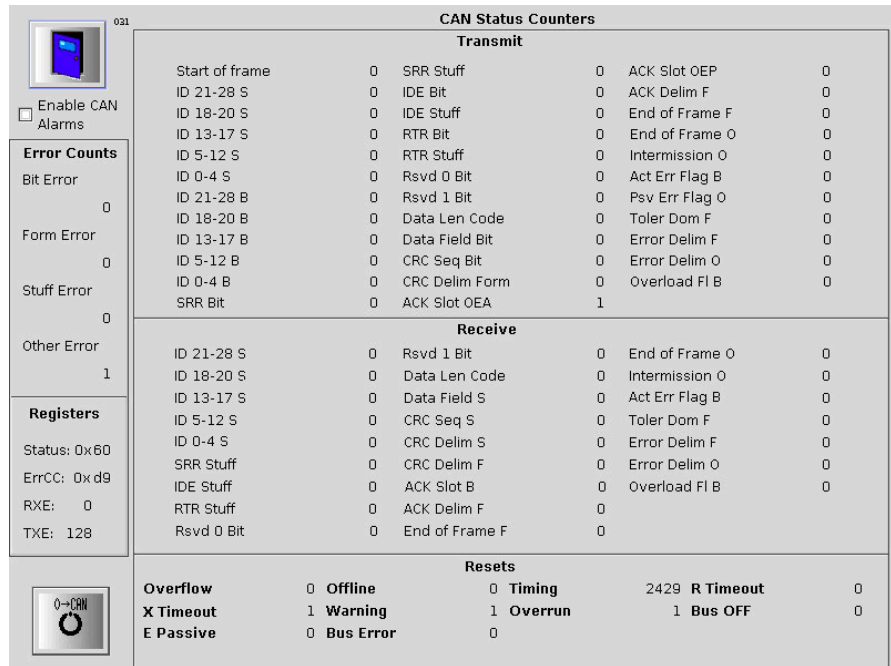 031
Enable CAN
Alarms
Error Counts
Bit Error
0
Form Error
0
Stuff Error
0
Other Error
1
Registers
Status: 0x60
ErrCC: 0xd9
RXE: 0
TXE: 128
0→CAN
CAN Status Counters
Transmit
Start of frame 0 SRR Stuff 0 ACK Slot OEP 0
ID 21-28 S 0 IDE Bit 0 ACK Delim F 0
ID 18-20 S 0 IDE Stuff 0 End of Frame F 0
ID 13-17 S 0 RTR Bit 0 End of Frame O 0
ID 5-12 S 0 RTR Stuff 0 Intermission O 0
ID 0-4 S 0 Rsvd 0 Bit 0 Act Err Flag B 0
ID 21-28 B 0 Rsvd 1 Bit 0 Psv Err Flag O 0
ID 18-20 B 0 Data Len Code 0 Toler Dom F 0
ID 13-17 B 0 Data Field Bit 0 Error Delim F 0
ID 5-12 B 0 CRC Seq Bit 0 Error Delim O 0
ID 0-4 B 0 CRC Delim Form 0 Overload Fl B 0
SRR Bit 0 ACK Slot OEA 1
Receive
ID 21-28 S 0 Rsvd 1 Bit 0 End of Frame O 0
ID 18-20 S 0 Data Len Code 0 Intermission O 0
ID 13-17 S 0 Data Field S 0 Act Err Flag B 0
ID 5-12 S 0 CRC Seq S 0 Toler Dom F 0
ID 0-4 S 0 CRC Delim S 0 Error Delim F 0
SRR Stuff 0 CRC Delim F 0 Error Delim O 0
IDE Stuff 0 ACK Slot B 0 Overload Fl B 0
RTR Stuff 0 ACK Delim F 0
Rsvd 0 Bit 0 End of Frame F 0
Resets
Overflow 0 Offline 0 Timing 2429 R Timeout 0
X Timeout 1 Warning 1 Overrun 1 Bus OFF 0
E Passive 0 Bus Error 0